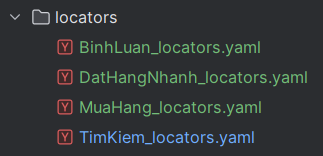 locators
BinhLuan_locators.yaml
DatHangNhanh_locators.yaml
MuaHang_locators.yaml
TimKiem_locators.yaml